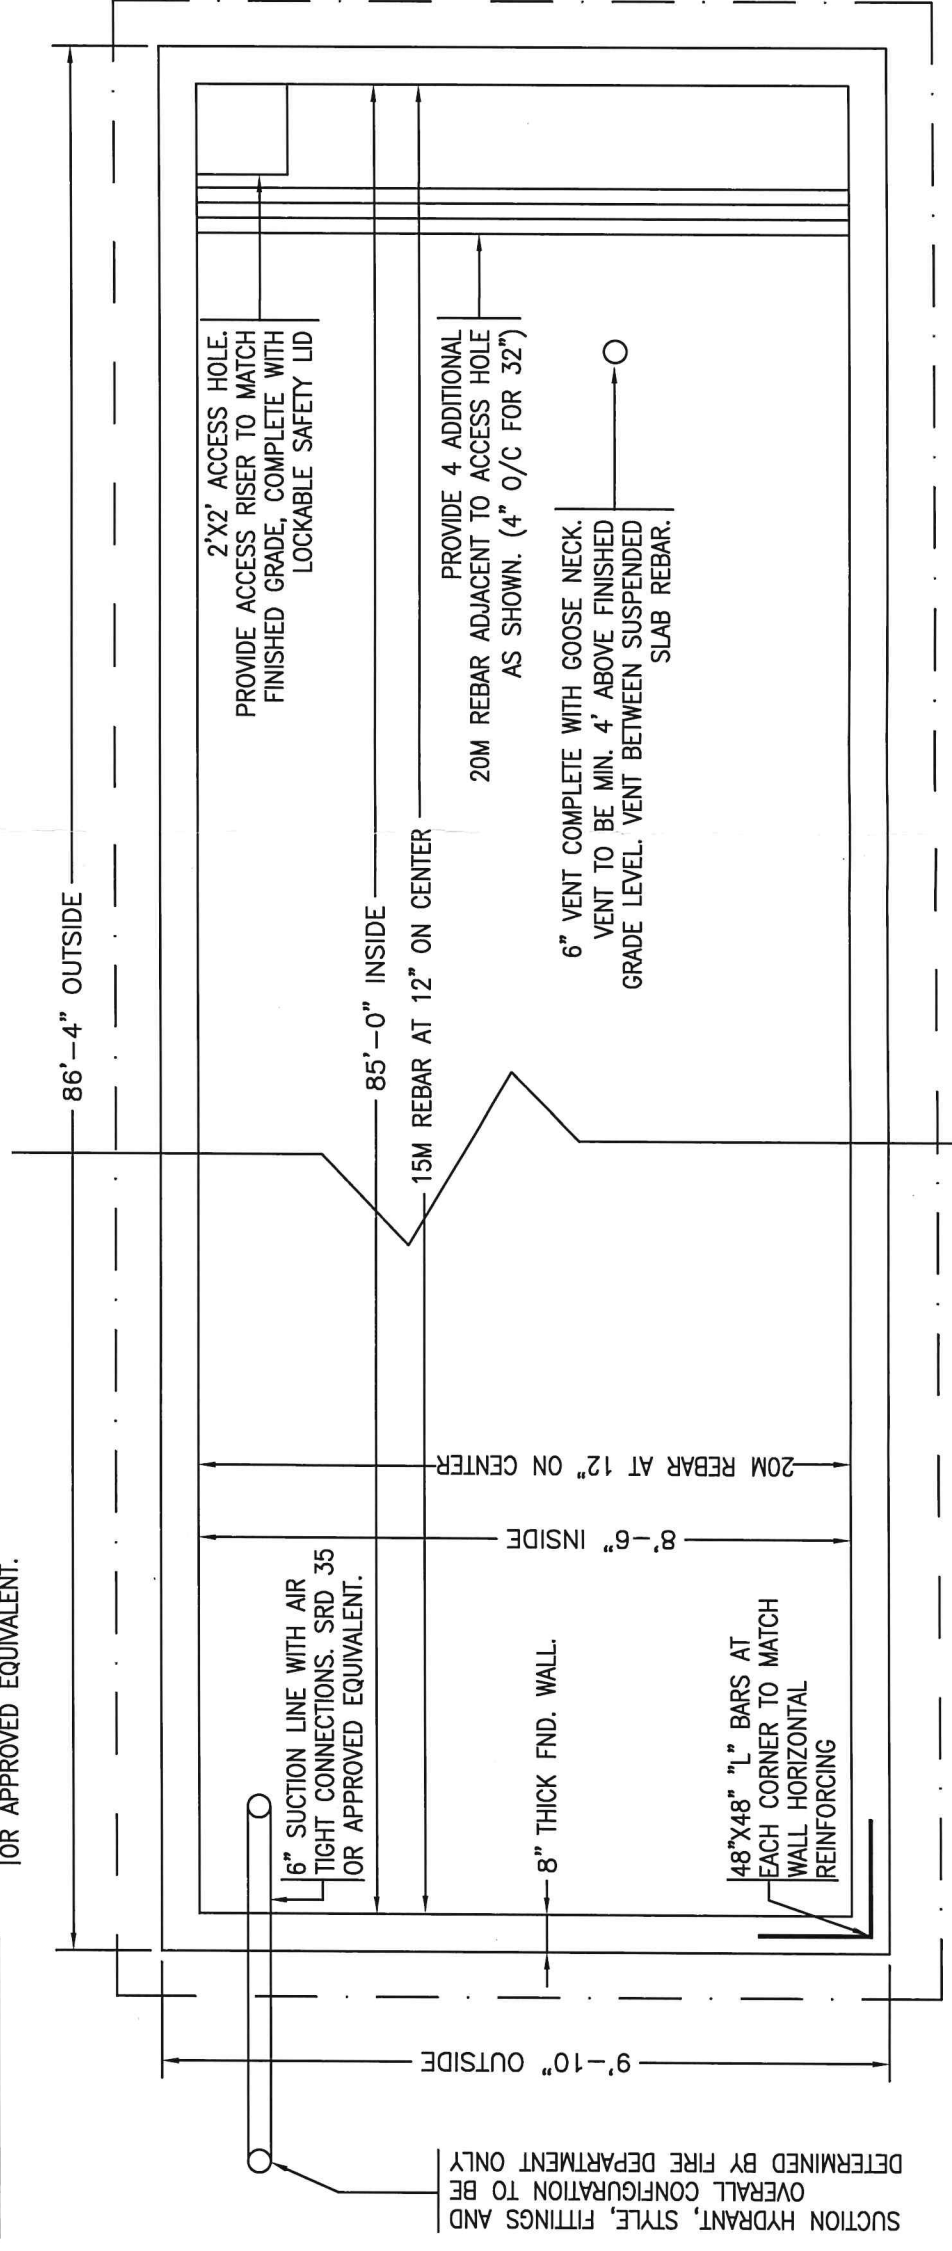 OR APPROVED EQUIVALENT.
86'-4" OUTSIDE
2'X2' ACCESS HOLE.
PROVIDE ACCESS RISER TO MATCH
FINISHED GRADE, COMPLETE WITH
LOCKABLE SAFETY LID
85'-0" INSIDE
15M REBAR AT 12" ON CENTER
PROVIDE 4 ADDITIONAL
20M REBAR ADJACENT TO ACCESS HOLE
AS SHOWN. (4" O/C FOR 32")
6" VENT COMPLETE WITH GOOSE NECK.
VENT TO BE MIN. 4' ABOVE FINISHED
GRADE LEVEL. VENT BETWEEN SUSPENDED
SLAB REBAR.
20M REBAR AT 12" ON CENTER
8'-6" INSIDE
6" SUCTION LINE WITH AIR
TIGHT CONNECTIONS. SRD 35
OR APPROVED EQUIVALENT.
8" THICK FND. WALL.
48"X48" "L" BARS AT
EACH CORNER TO MATCH
WALL HORIZONTAL
REINFORCING
9'-10" OUTSIDE
SUCTION HYDRANT, STYLE, FITTINGS AND
OVERALL CONFIGURATION TO BE
DETERMINED BY FIRE DEPARTMENT ONLY